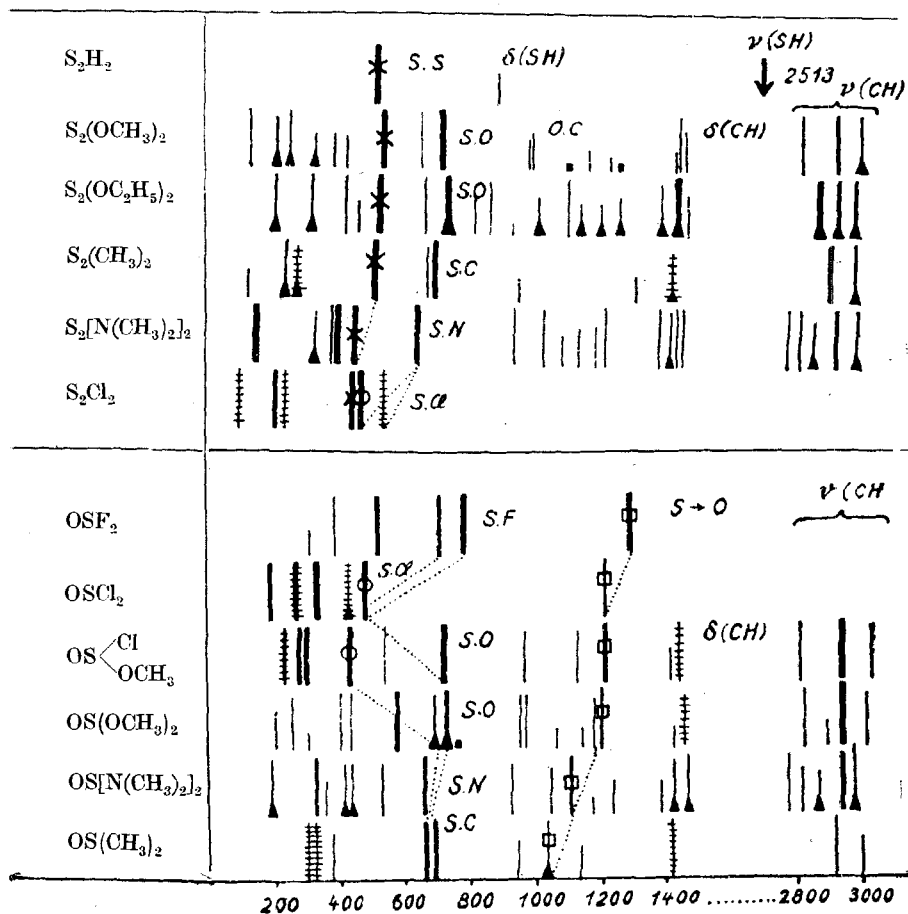 ν(SH)
S₂H₂ S.S δ(SH) 2513
ν(CH)
S₂(OCH₃)₂ S.O O.C δ(CH)
S₂(OC₂H₅)₂ S.O
S₂(CH₃)₂ S.C
S₂[N(CH₃)₂]₂ S.N
S₂Cl₂ S.Cl
OSF₂ S.F S→O ν(CH
OSCl₂ S.Cl
OS Cl OCH₃ S.O δ(CH)
OS(OCH₃)₂ S.O
OS[N(CH₃)₂]₂ S.N
OS(CH₃)₂ S.C
200 400 600 800 1000 1200 1400 .......... 2800 3000